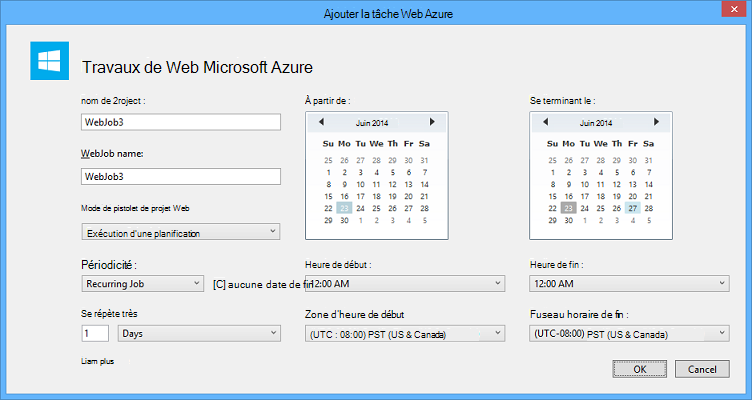 Ajouter la tâche Web Azure
Travaux de Web Microsoft Azure
nom de 2roject :
WebJob3
WebJob name:
WebJob3
Mode de pistolet de projet Web
Exécution d'une planification
Périodicité :
Recurring Job
[C] aucune date de fin
Se répète très
1 Days
Liam plus
À partir de :
Juin 2014
Su Mo Tu We Th Fr Sa
25 26 27 28 29 30 31
1 2 3 4 5 6 7
8 9 10 11 12 13 14
15 16 17 18 19 20 21
22 23 24 25 26 27 28
29 30 1 2 3 4 5
Heure de début :
12:00 AM
Zone d'heure de début
(UTC : 08:00) PST (US & Canada)
Se terminant le :
Juin 2014
Su Mo Tu We Th Fr Sa
25 26 27 28 29 30 31
1 2 3 4 5 6 7
8 9 10 11 12 13 14
15 16 17 18 19 20 21
22 23 24 25 26 27 28
29 30 1 2 3 4 5
Heure de fin :
12:00 AM
Fuseau horaire de fin :
(UTC-08:00) PST (US & Canada)
OK Cancel